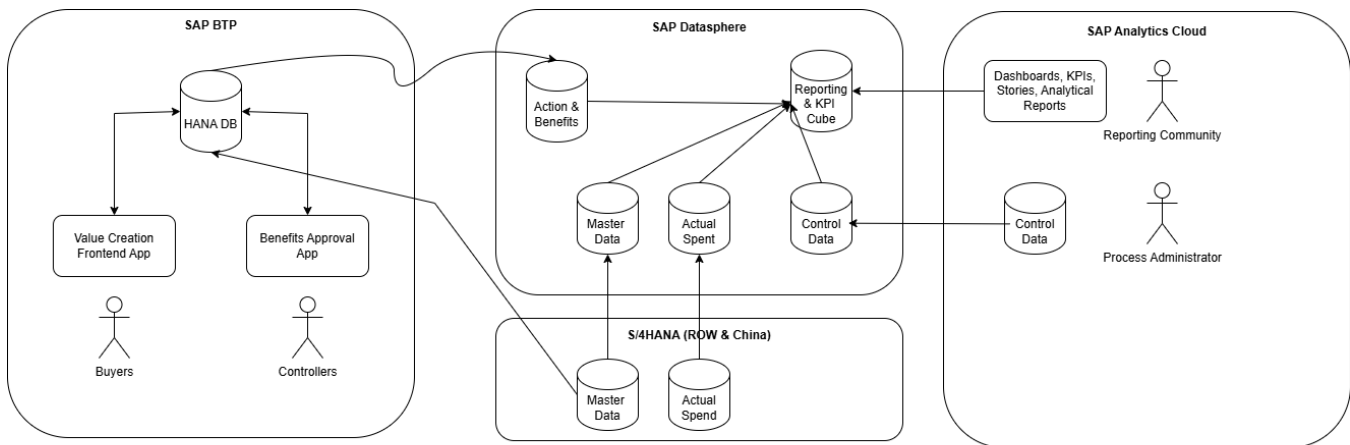 SAP BTP
HANA DB
Value Creation
Frontend App
Benefits Approval
App
Buyers
Controllers
SAP Datasphere
Action &
Benefits
Reporting
& KPI
Cube
Master
Data
Actual
Spent
Control
Data
S/4HANA (ROW & China)
Master
Data
Actual
Spend
SAP Analytics Cloud
Dashboards, KPIs,
Stories, Analytical
Reports
Reporting Community
Control
Data
Process Administrator